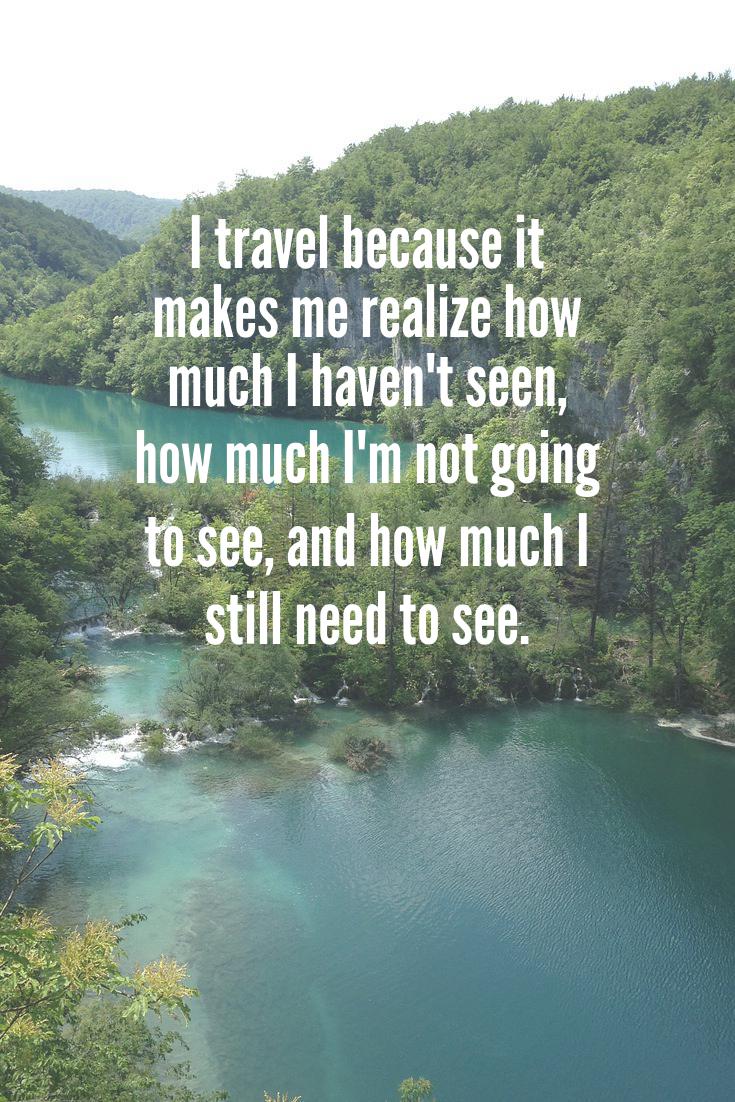 I travel because it
makes me realize how
much I haven't seen,
how much I'm not going
to see, and how much I
still need to see.